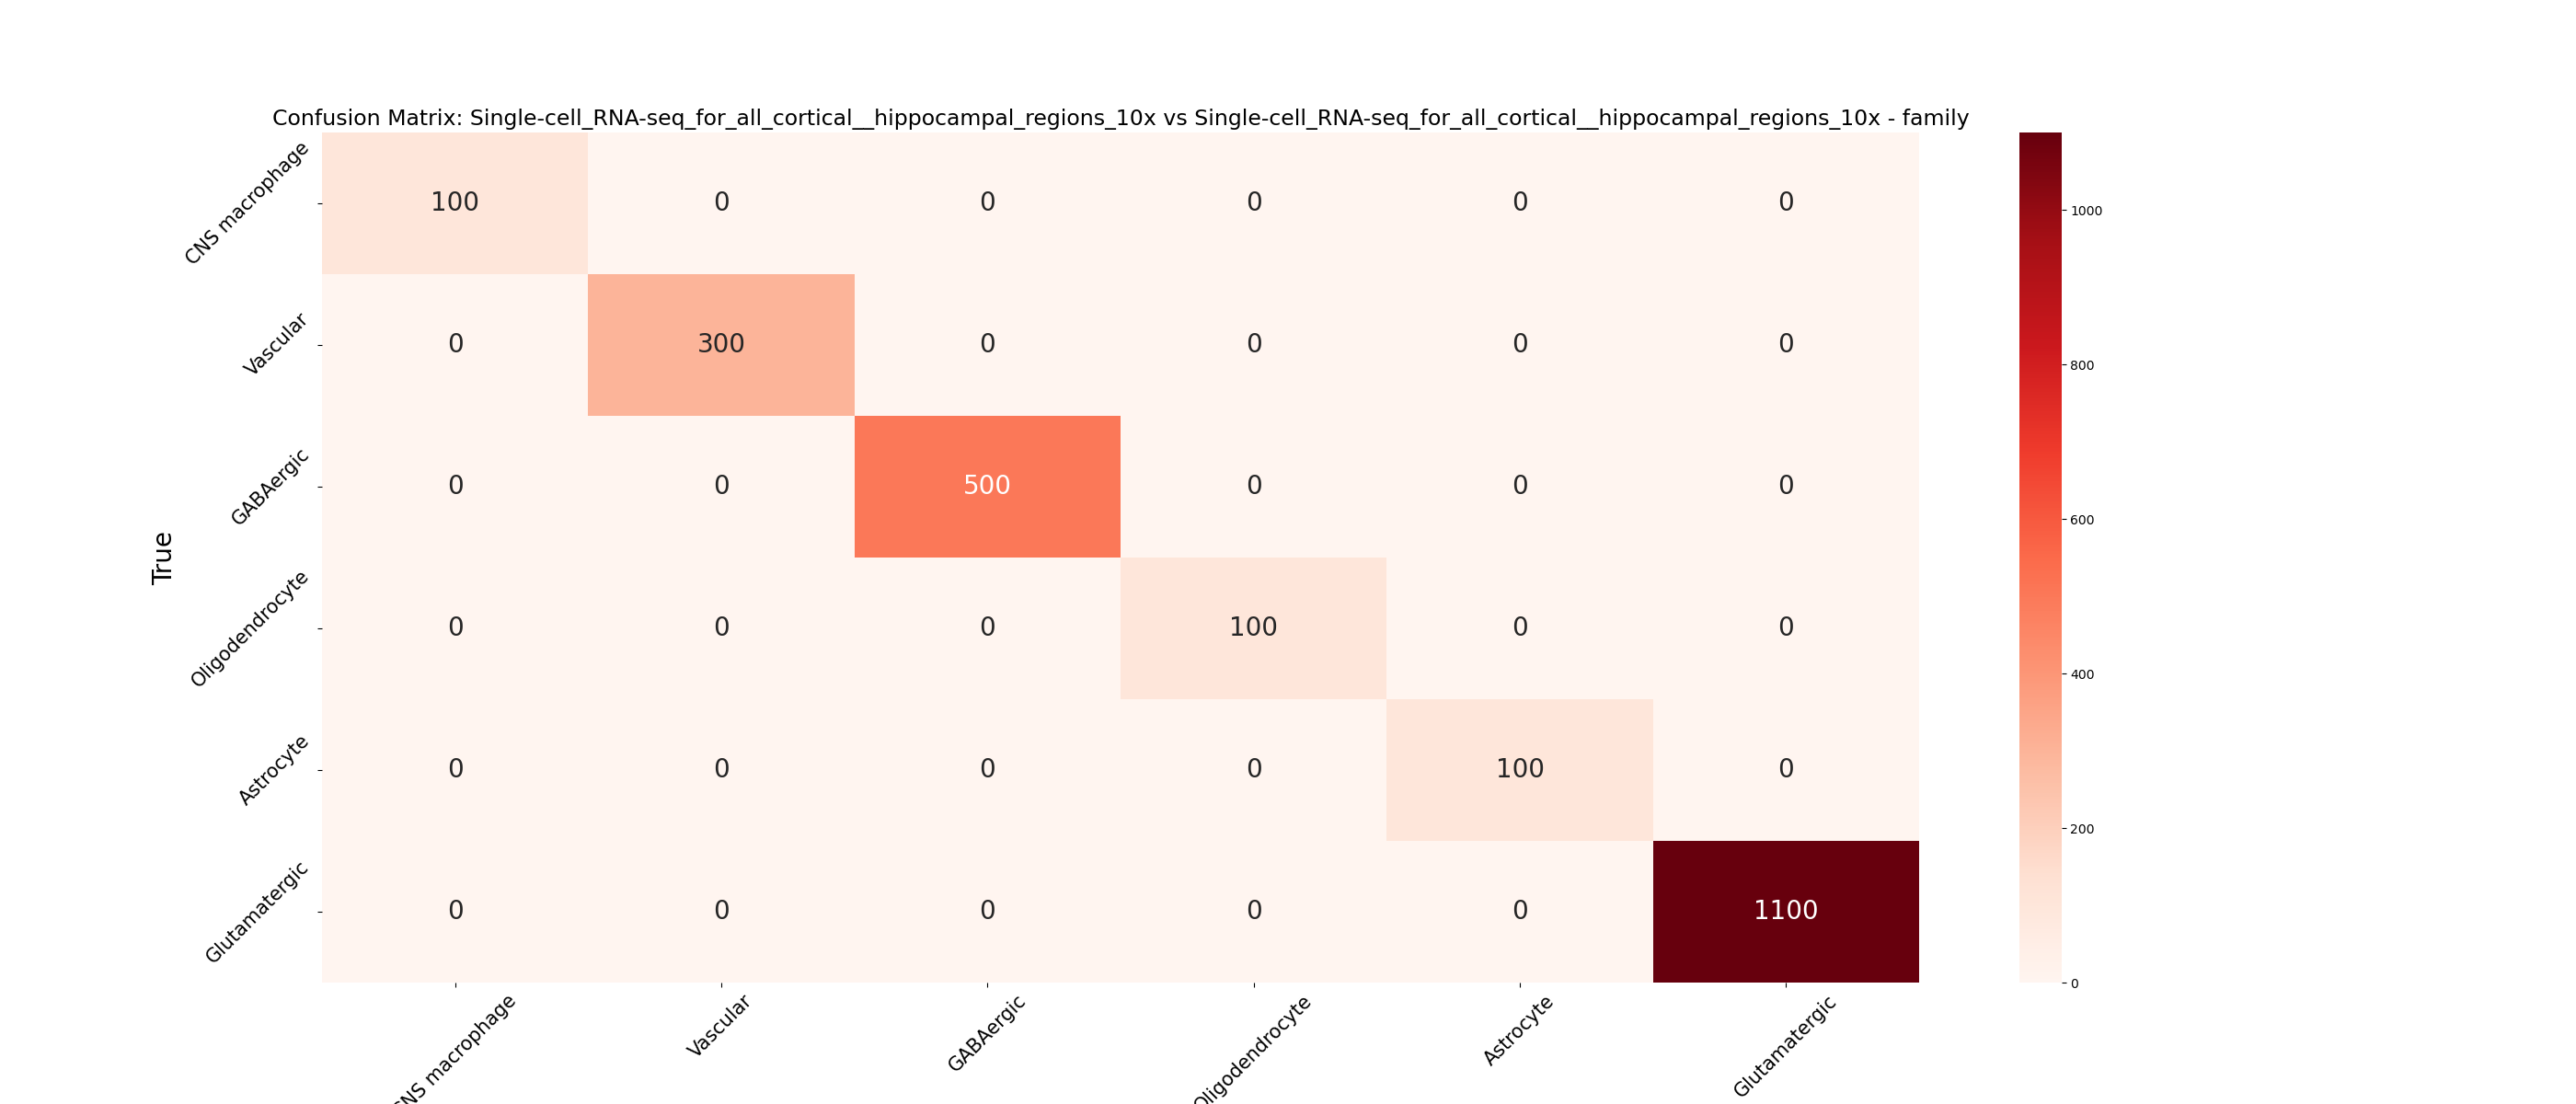 Confusion Matrix: Single-cell_RNA-seq_for_all_cortical__hippocampal_regions_10x vs Single-cell_RNA-seq_for_all_cortical__hippocampal_regions_10x - family
True
CNS macrophage 100 0 0 0 0 0
Vascular 0 300 0 0 0 0
GABAergic 0 0 500 0 0 0
Oligodendrocyte 0 0 0 100 0 0
Astrocyte 0 0 0 0 100 0
Glutamatergic 0 0 0 0 0 1100
CNS macrophage Vascular GABAergic Oligodendrocyte Astrocyte Glutamatergic
1000
800
600
400
200
0